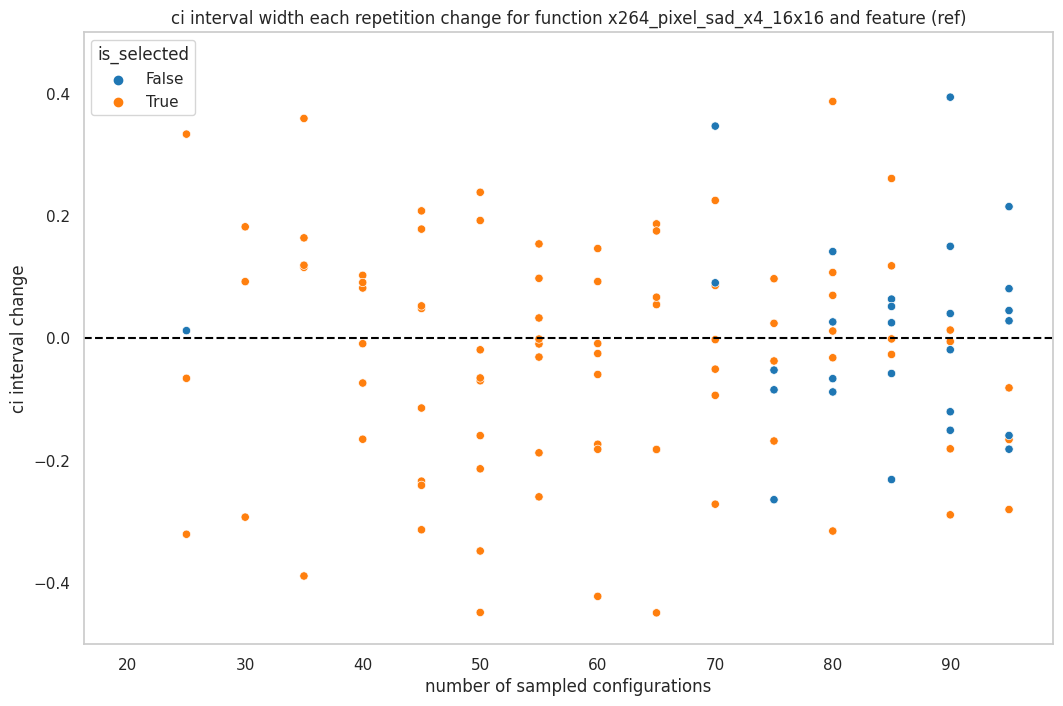 ci interval width each repetition change for function x264_pixel_sad_x4_16x16 and feature (ref)
is_selected
False
True
0.4
0.2
0.0
−0.2
−0.4
ci interval change
20 30 40 50 60 70 80 90
number of sampled configurations